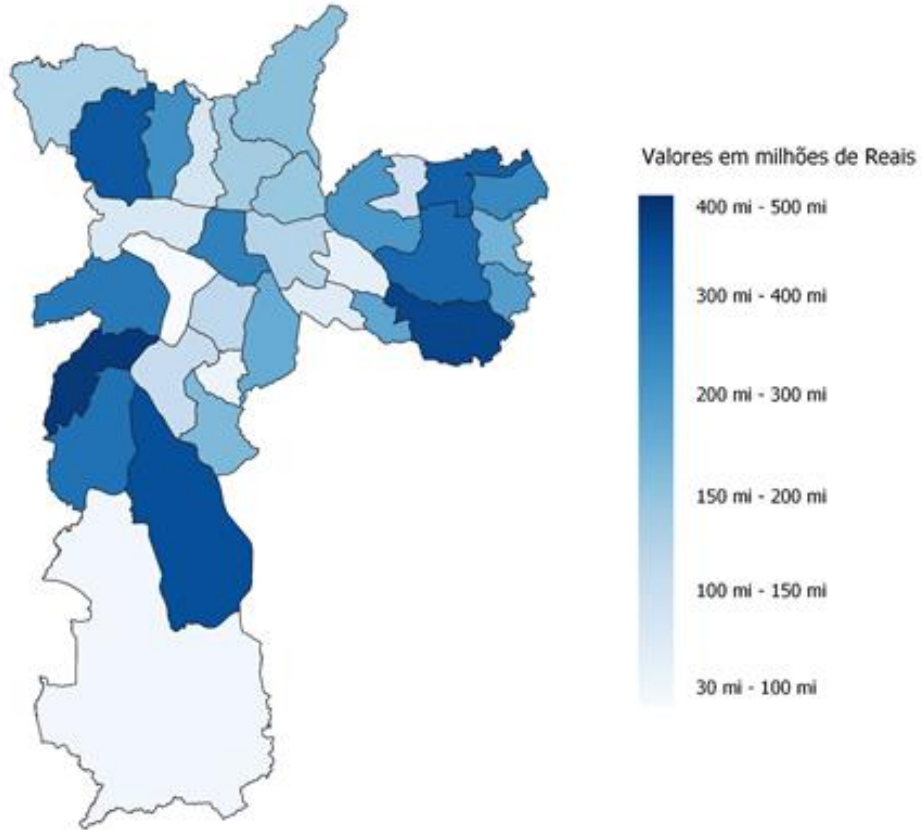 Valores em milhões de Reais
400 mi - 500 mi
300 mi - 400 mi
200 mi - 300 mi
150 mi - 200 mi
100 mi - 150 mi
30 mi - 100 mi